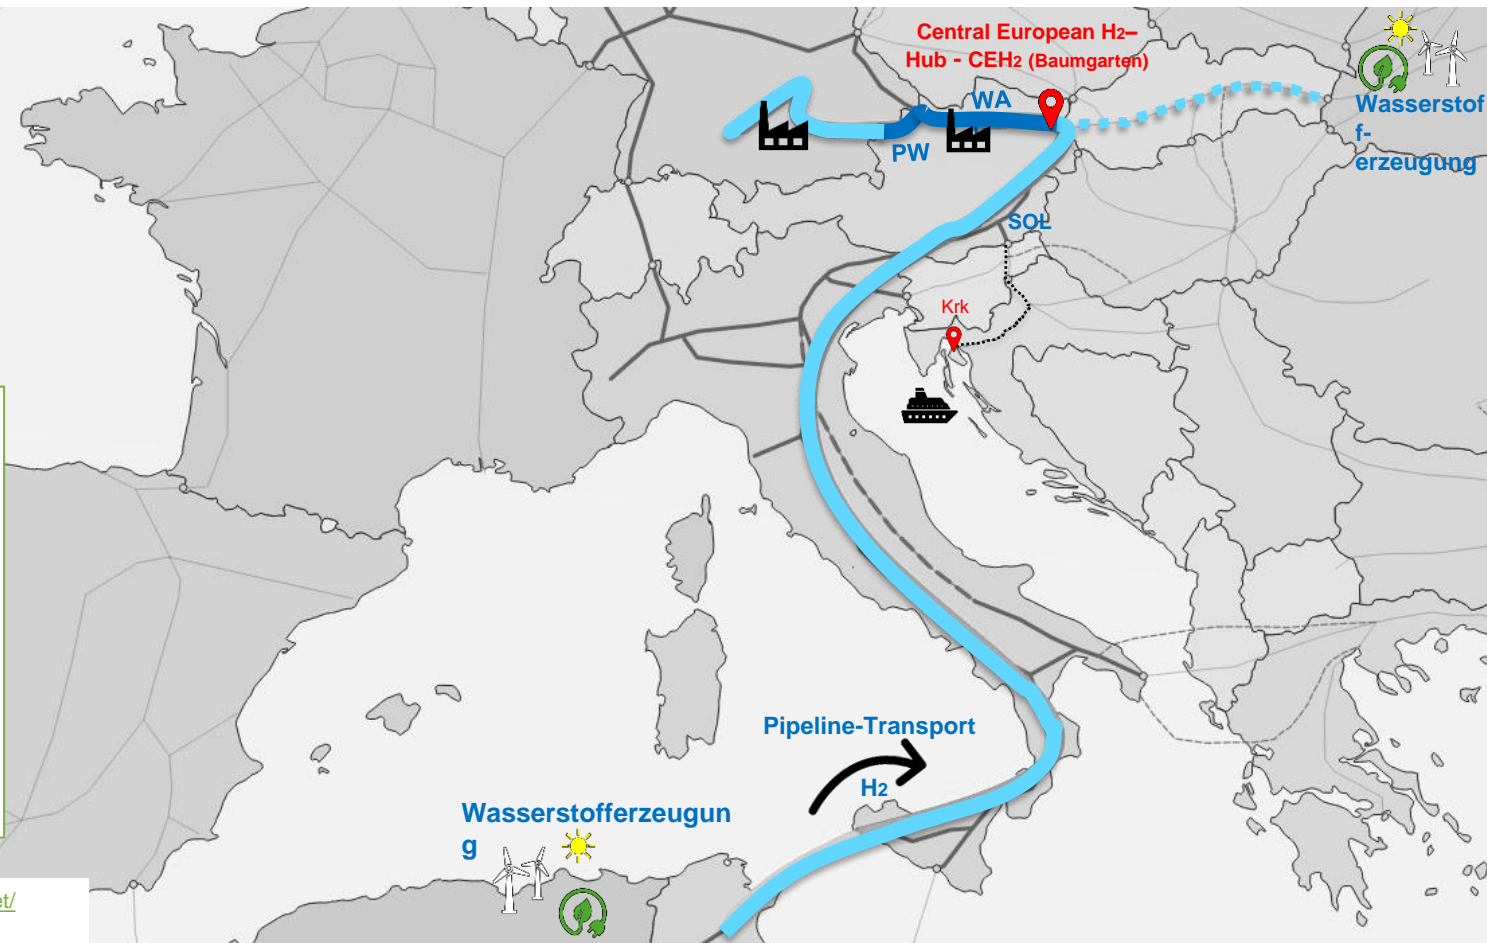 Central European H2–
Hub - CEH2 (Baumgarten)
WA
PW
Wasserstof
f-
erzeugung
SOL
Krk
Pipeline-Transport
H2
Wasserstofferzeugun
g
et/